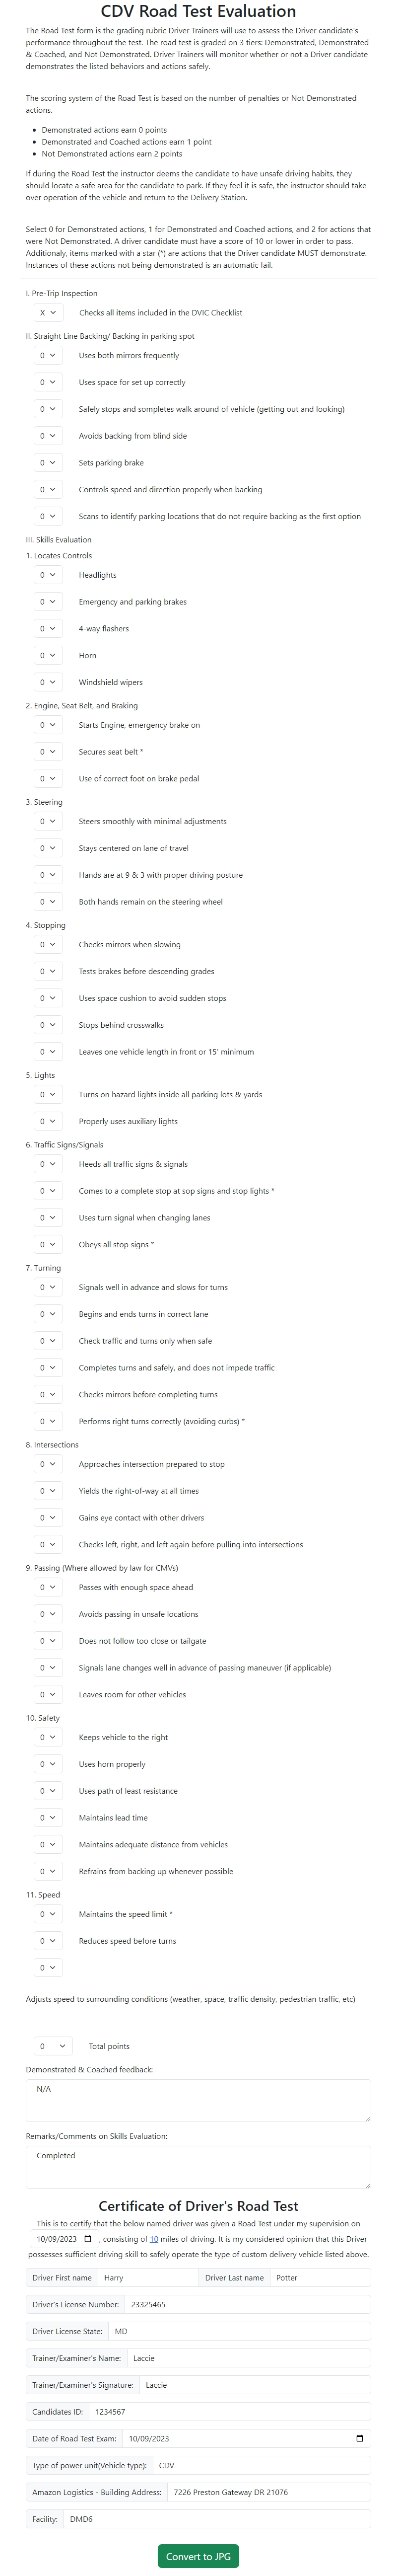 CDV Road Test Evaluation
The Road Test form is the grading rubric Driver Trainers will use to assess the Driver candidate's
performance throughout the test. The road test is graded on 3 tiers: Demonstrated, Demonstrated
& Coached, and Not Demonstrated. Driver Trainers will monitor whether or not a Driver candidate
demonstrates the listed behaviors and actions safely.
The scoring system of the Road Test is based on the number of penalties or Not Demonstrated
actions.
• Demonstrated actions earn 0 points
• Demonstrated and Coached actions earn 1 point
• Not Demonstrated actions earn 2 points
If during the Road Test the instructor deems the candidate to have unsafe driving habits, they
should locate a safe area for the candidate to park. If they feel it is safe, the instructor should take
over operation of the vehicle and return to the Delivery Station.
Select 0 for Demonstrated actions, 1 for Demonstrated and Coached actions, and 2 for actions that
were Not Demonstrated. A driver candidate must have a score of 10 or lower in order to pass.
Additionaly, items marked with a star (*) are actions that the Driver candidate MUST demonstrate.
Instances of these actions not being demonstrated is an automatic fail.
I. Pre-Trip Inspection
X Checks all items included in the DVIC Checklist
II. Straight Line Backing/ Backing in parking spot
0 Uses both mirrors frequently
0 Uses space for set up correctly
0 Safely stops and sompletes walk around of vehicle (getting out and looking)
0 Avoids backing from blind side
0 Sets parking brake
0 Controls speed and direction properly when backing
0 Scans to identify parking locations that do not require backing as the first option
III. Skills Evaluation
1. Locates Controls
0 Headlights
0 Emergency and parking brakes
0 4-way flashers
0 Horn
0 Windshield wipers
2. Engine, Seat Belt, and Braking
0 Starts Engine, emergency brake on
0 Secures seat belt *
0 Use of correct foot on brake pedal
3. Steering
0 Steers smoothly with minimal adjustments
0 Stays centered on lane of travel
0 Hands are at 9 & 3 with proper driving posture
0 Both hands remain on the steering wheel
4. Stopping
0 Checks mirrors when slowing
0 Tests brakes before descending grades
0 Uses space cushion to avoid sudden stops
0 Stops behind crosswalks
0 Leaves one vehicle length in front or 15' minimum
5. Lights
0 Turns on hazard lights inside all parking lots & yards
0 Properly uses auxiliary lights
6. Traffic Signs/Signals
0 Heeds all traffic signs & signals
0 Comes to a complete stop at sop signs and stop lights *
0 Uses turn signal when changing lanes
0 Obeys all stop signs *
7. Turning
0 Signals well in advance and slows for turns
0 Begins and ends turns in correct lane
0 Check traffic and turns only when safe
0 Completes turns and safely, and does not impede traffic
0 Checks mirrors before completing turns
0 Performs right turns correctly (avoiding curbs) *
8. Intersections
0 Approaches intersection prepared to stop
0 Yields the right-of-way at all times
0 Gains eye contact with other drivers
0 Checks left, right, and left again before pulling into intersections
9. Passing (Where allowed by law for CMVs)
0 Passes with enough space ahead
0 Avoids passing in unsafe locations
0 Does not follow too close or tailgate
0 Signals lane changes well in advance of passing maneuver (if applicable)
0 Leaves room for other vehicles
10. Safety
0 Keeps vehicle to the right
0 Uses horn properly
0 Uses path of least resistance
0 Maintains lead time
0 Maintains adequate distance from vehicles
0 Refrains from backing up whenever possible
11. Speed
0 Maintains the speed limit *
0 Reduces speed before turns
0
Adjusts speed to surrounding conditions (weather, space, traffic density, pedestrian traffic, etc)
0 Total points
Demonstrated & Coached feedback:
N/A
Remarks/Comments on Skills Evaluation:
Completed
Certificate of Driver's Road Test
This is to certify that the below named driver was given a Road Test under my supervision on
10/09/2023 , consisting of 10 miles of driving. It is my considered opinion that this Driver
possesses sufficient driving skill to safely operate the type of custom delivery vehicle listed above.
Driver First name Harry Driver Last name Potter
Driver's License Number: 23325465
Driver License State: MD
Trainer/Examiner's Name: Laccie
Trainer/Examiner's Signature: Laccie
Candidates ID: 1234567
Date of Road Test Exam: 10/09/2023
Type of power unit(Vehicle type): CDV
Amazon Logistics - Building Address: 7226 Preston Gateway DR 21076
Facility: DMD6
Convert to JPG